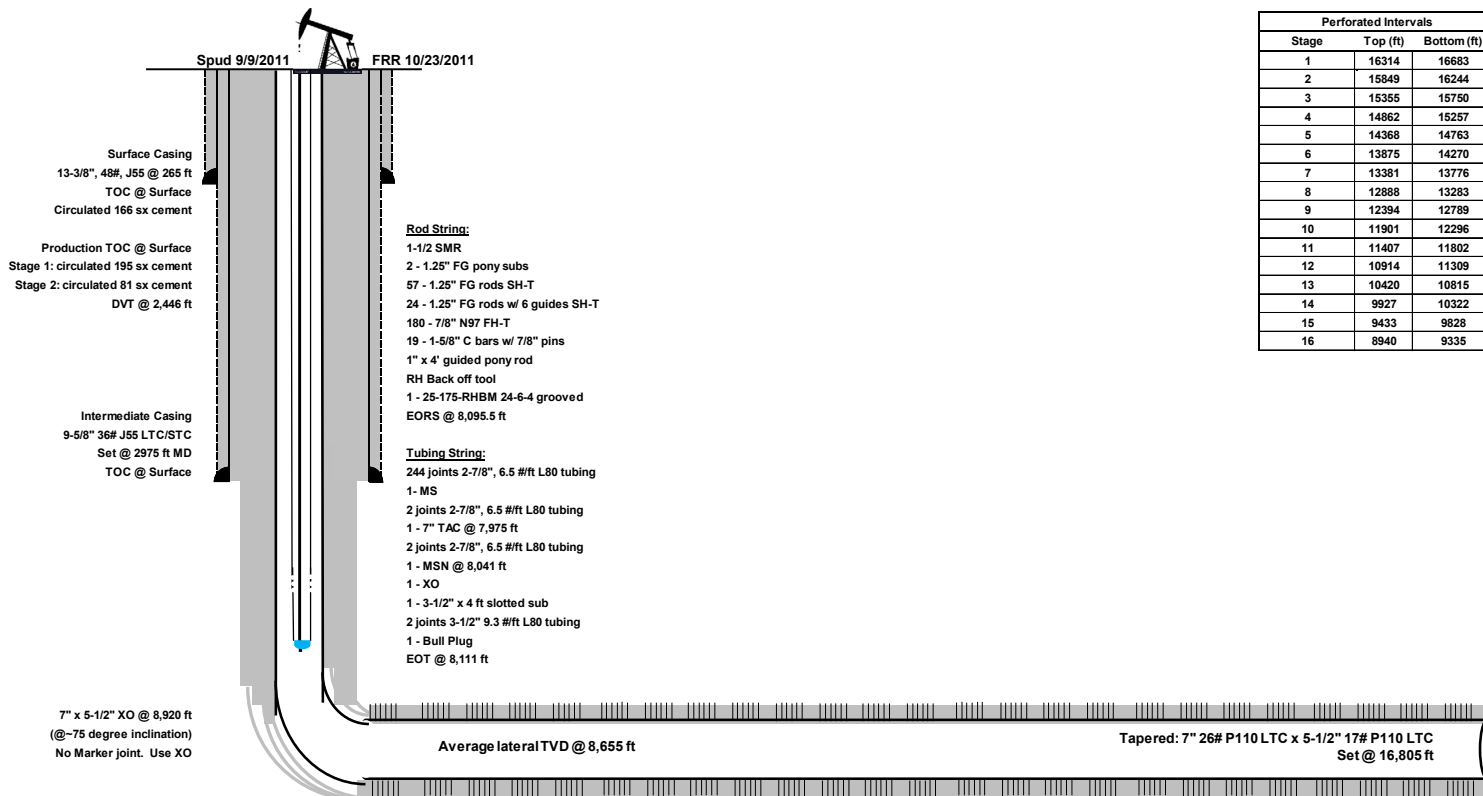 Spud 9/9/2011
FRR 10/23/2011
Surface Casing
13-3/8", 48#, J55 @ 265 ft
TOC @ Surface
Circulated 166 sx cement
Production TOC @ Surface
Stage 1: circulated 195 sx cement
Stage 2: circulated 81 sx cement
DVT @ 2,446 ft
Intermediate Casing
9-5/8" 36# J55 LTC/STC
Set @ 2975 ft MD
TOC @ Surface
7" x 5-1/2" XO @ 8,920 ft
(@~75 degree inclination)
No Marker joint. Use XO
Rod String:
1-1/2 SMR
2 - 1.25" FG pony subs
57 - 1.25" FG rods SH-T
24 - 1.25" FG rods w/ 6 guides SH-T
180 - 7/8" N97 FH-T
19 - 1-5/8" C bars w/ 7/8" pins
1" x 4' guided pony rod
RH Back off tool
1 - 25-175-RHBM 24-6-4 grooved
EORS @ 8,095.5 ft
Tubing String:
244 joints 2-7/8", 6.5 #/ft L80 tubing
1- MS
2 joints 2-7/8", 6.5 #/ft L80 tubing
1 - 7" TAC @ 7,975 ft
2 joints 2-7/8", 6.5 #/ft L80 tubing
1 - MSN @ 8,041 ft
1 - XO
1 - 3-1/2" x 4 ft slotted sub
2 joints 3-1/2" 9.3 #/ft L80 tubing
1 - Bull Plug
EOT @ 8,111 ft
Average lateral TVD @ 8,655 ft
Tapered: 7" 26# P110 LTC x 5-1/2" 17# P110 LTC
Set @ 16,805 ft
Perforated Intervals
Stage Top (ft) Bottom (ft)
1 16314 16683
2 15849 16244
3 15355 15750
4 14862 15257
5 14368 14763
6 13875 14270
7 13381 13776
8 12888 13283
9 12394 12789
10 11901 12296
11 11407 11802
12 10914 11309
13 10420 10815
14 9927 10322
15 9433 9828
16 8940 9335